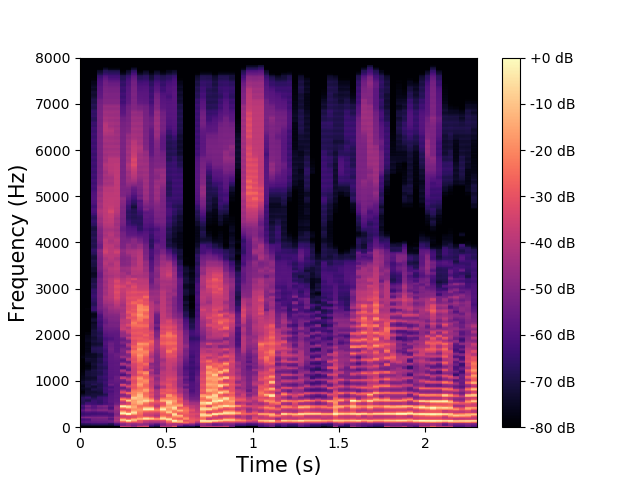 8000
7000
6000
5000
4000
3000
2000
1000
0
Frequency (Hz)
0
0.5
1
1.5
2
Time (s)
+0 dB
-10 dB
-20 dB
-30 dB
-40 dB
-50 dB
-60 dB
-70 dB
-80 dB